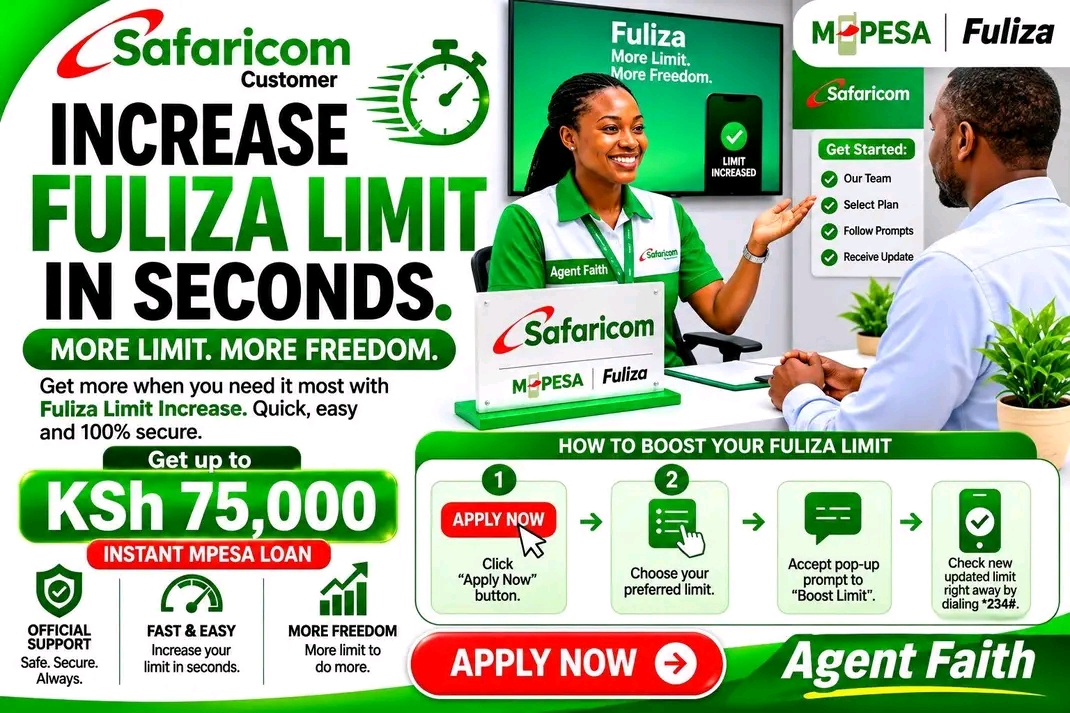 Safaricom
Customer
INCREASE
FULIZA LIMIT
IN SECONDS.
MORE LIMIT. MORE FREEDOM.
Get more when you need it most with
Fuliza Limit Increase. Quick, easy
and 100% secure.
Get up to
KSh 75,000
INSTANT MPESA LOAN
OFFICIAL
SUPPORT
Safe. Secure.
Always.
FAST & EASY
Increase your
limit in seconds.
MORE FREEDOM
More limit to
do more.
Fuliza
More Limit.
More Freedom.
LIMIT
INCREASED
M-PESA | Fuliza
Safaricom
Get Started:
Our Team
Select Plan
Follow Prompts
Receive Update
Agent Faith
Safaricom
Safaricom
M-PESA | Fuliza
HOW TO BOOST YOUR FULIZA LIMIT
1
APPLY NOW
Click
"Apply Now"
button.
2
Choose your
preferred limit.
Accept pop-up
prompt to
"Boost Limit".
Check new
updated limit
right away by
dialing *234#.
APPLY NOW
Agent Faith